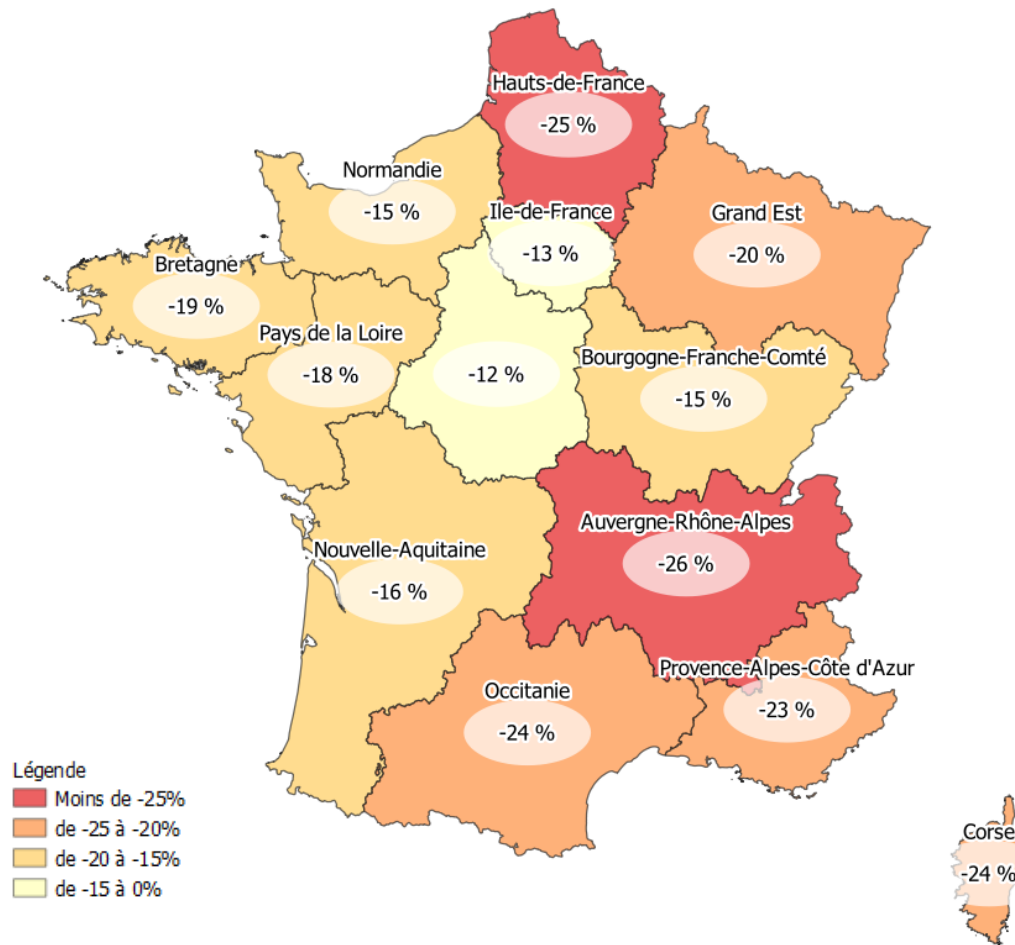 Hauts-de-France
-25 %
Normandie
-15 %
Ile-de-France
-13 %
Grand Est
-20 %
Bretagne
-19 %
Pays de la Loire
-18 %
-12 %
Bourgogne-Franche-Comté
-15 %
Auvergne-Rhône-Alpes
-26 %
Nouvelle-Aquitaine
-16 %
Provence-Alpes-Côte d'Azur
-23 %
Occitanie
-24 %
Légende
Moins de -25%
de -25 à -20%
de -20 à -15%
de -15 à 0%
Corse
-24 %